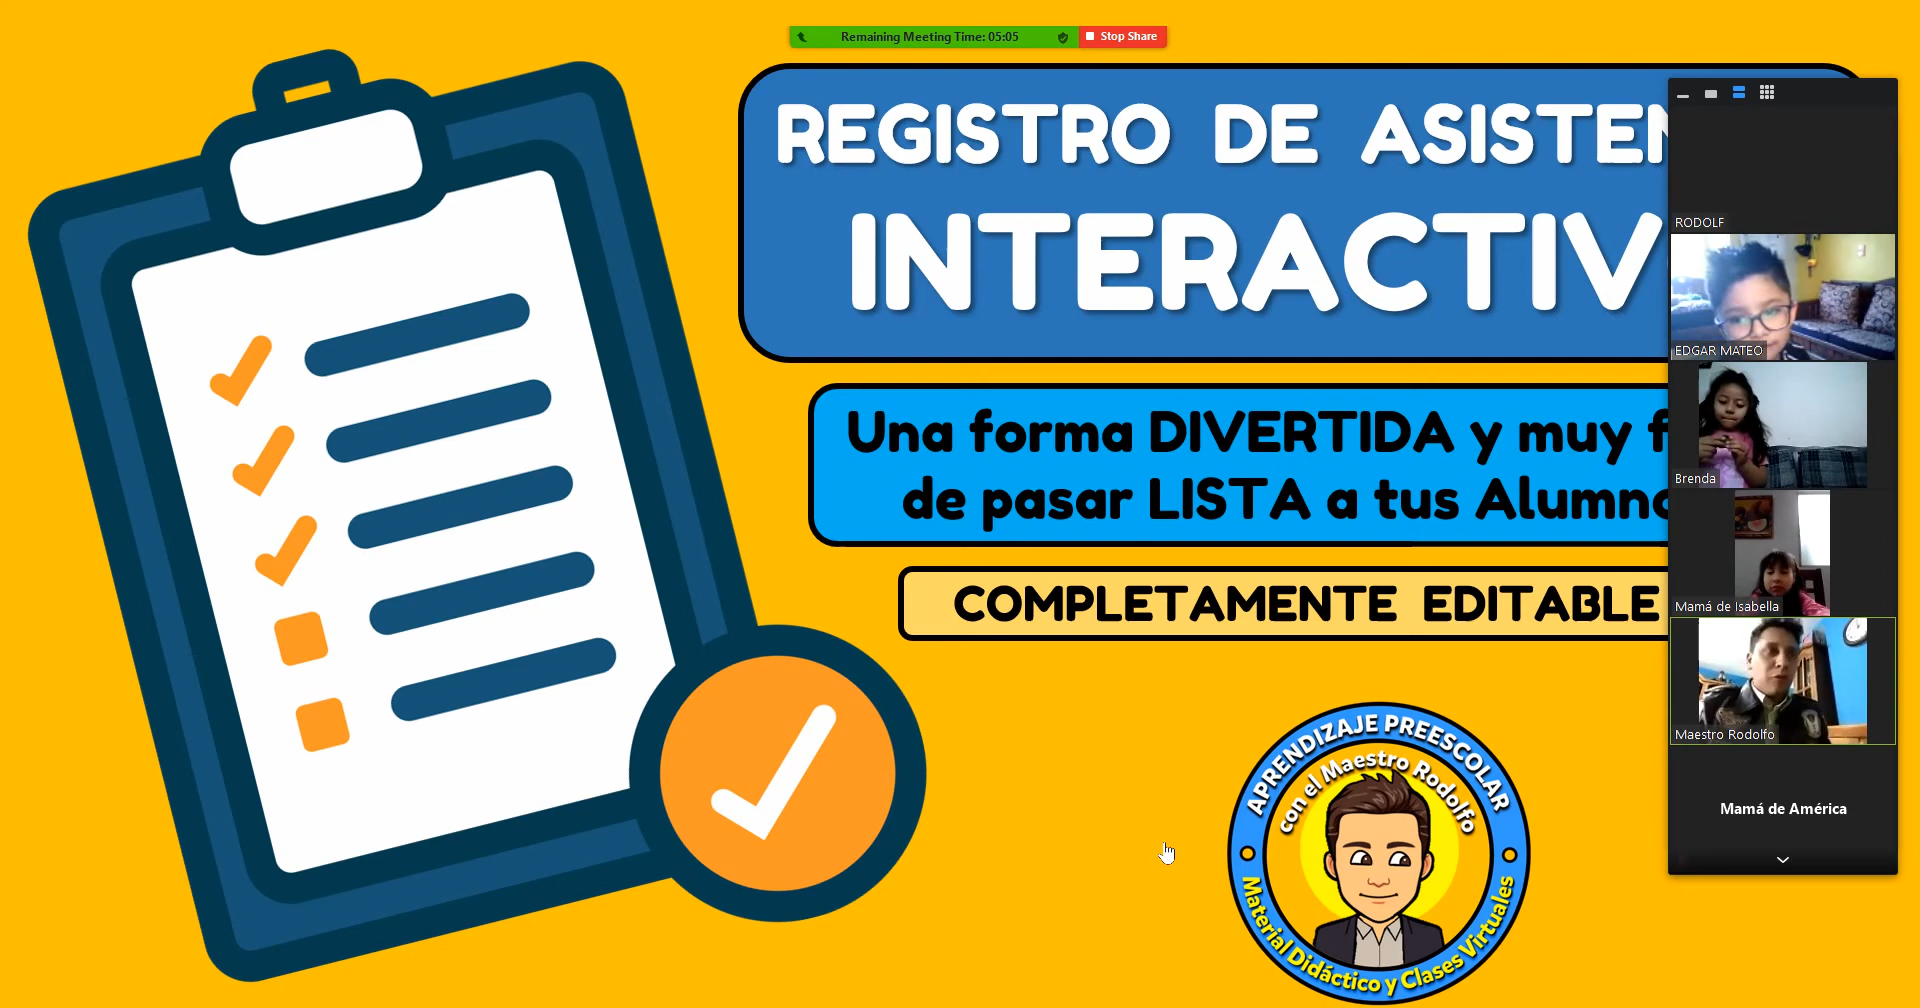 Remaining Meeting Time: 05:05
Stop Share
REGISTRO DE ASISTEN
INTERACTIV
Una forma DIVERTIDA y muy f
de pasar LISTA a tus Alumno
COMPLETAMENTE EDITABLE
APRENDIZAJE PREESCOLAR
con el Maestro Rodolfo
Material Didáctico y Clases Virtuales
RODOLF
EDGAR MATEO
Brenda
Mamá de Isabella
Maestro Rodolfo
Mamá de América